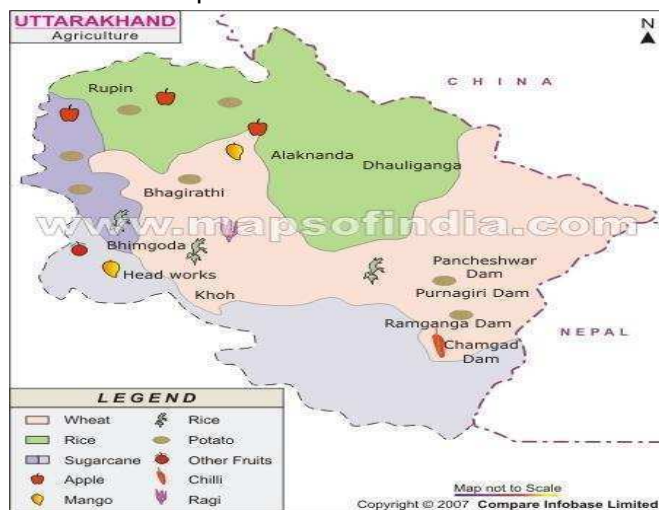 UTTARAKHAND
Agriculture
N
CHINA
Rupin
Alaknanda
Dhauliganga
Bhagirathi
www.mapsofindia.com
Bhimgoda
Head works
Khoh
Pancheshwar
Dam
Purnagiri Dam
Ramganga Dam
Chamgad
Dam
NEPAL
LEGEND
Wheat
Rice
Rice
Potato
Sugarcane
Other Fruits
Apple
Chilli
Mango
Ragi
Map not to Scale
Copyright © 2007 Compare Infobase Limited